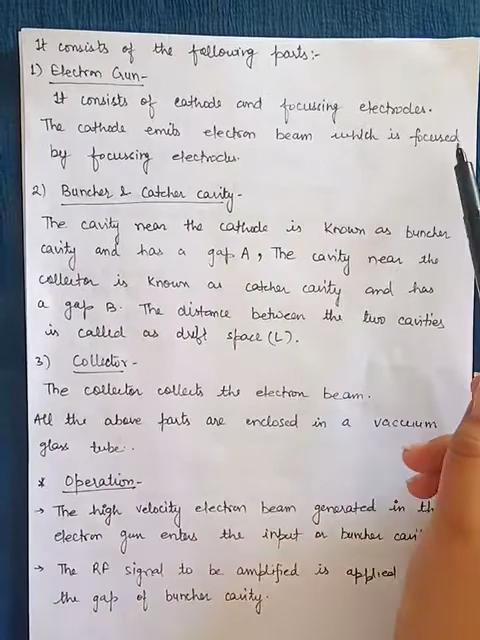 It consists of the following parts:-
1) Electron Gun-
It consists of cathode and focussing electrodes.
The cathode emits electron beam which is focused
by focussing electrodes.
2) Buncher & Catcher cavity-
The cavity near the cathode is known as buncher
cavity and has a gap A, The cavity near the
collector is known as catcher cavity and has
a gap B. The distance between the two cavities
is called as drift space (L).
3) Collector-
The collector collects the electron beam.
All the above parts are enclosed in a vaccuum
glass tube.
* Operation-
→ The high velocity electron beam generated in th
electron gun enters the input or buncher cavi
→ The RF signal to be amplified is applied
the gap of buncher cavity.